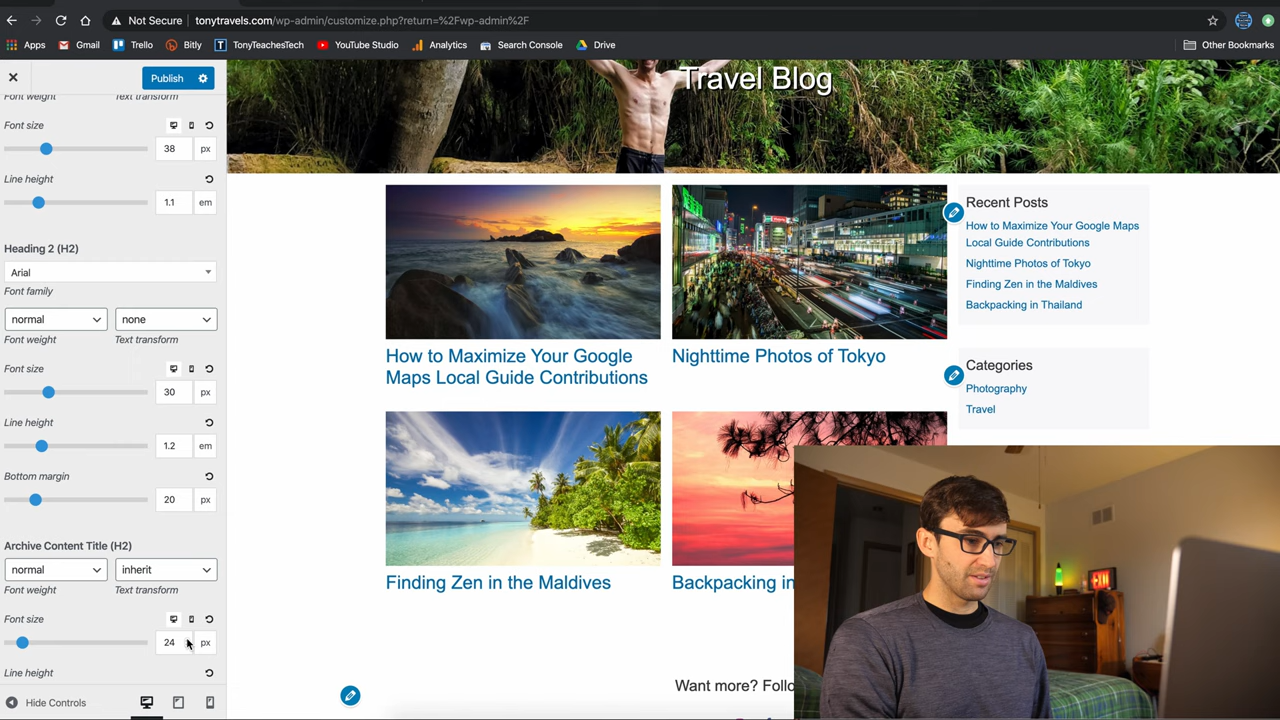 Not Secure tonytravels.com/wp-admin/customize.php?return=%2Fwp-admin%2F
Apps Gmail Trello Bitly TonyTeachesTech YouTube Studio Analytics Search Console Drive Other Bookmarks
Publish
Font weight Text transform
Font size
38 px
Line height
1.1 em
Heading 2 (H2)
Arial
Font family
normal none
Font weight Text transform
Font size
30 px
Line height
1.2 em
Bottom margin
20 px
Archive Content Title (H2)
normal inherit
Font weight Text transform
Font size
24 px
Line height
Hide Controls
Travel Blog
How to Maximize Your Google
Maps Local Guide Contributions
Nighttime Photos of Tokyo
Finding Zen in the Maldives
Backpacking in
Want more? Follo
Recent Posts
How to Maximize Your Google Maps
Local Guide Contributions
Nighttime Photos of Tokyo
Finding Zen in the Maldives
Backpacking in Thailand
Categories
Photography
Travel